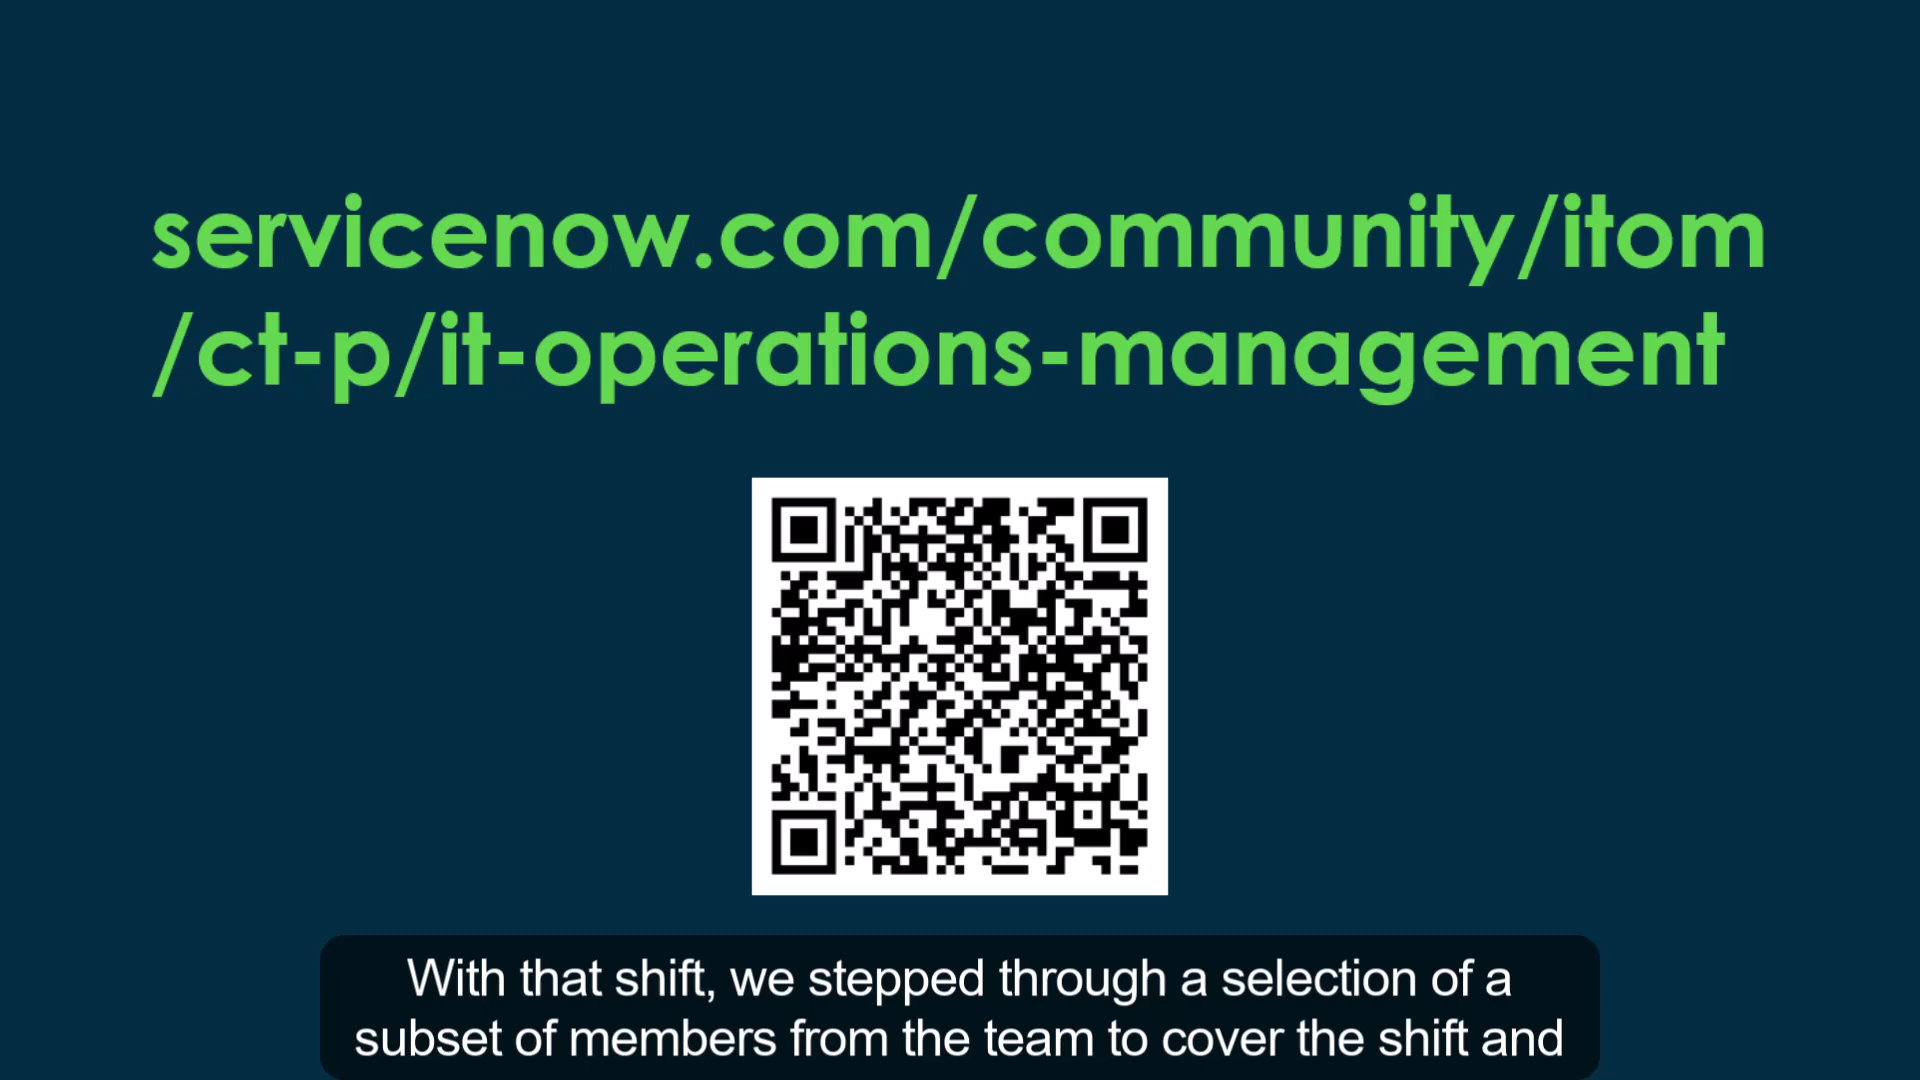 servicenow.com/community/itom
/ct-p/it-operations-management
With that shift, we stepped through a selection of a
subset of members from the team to cover the shift and